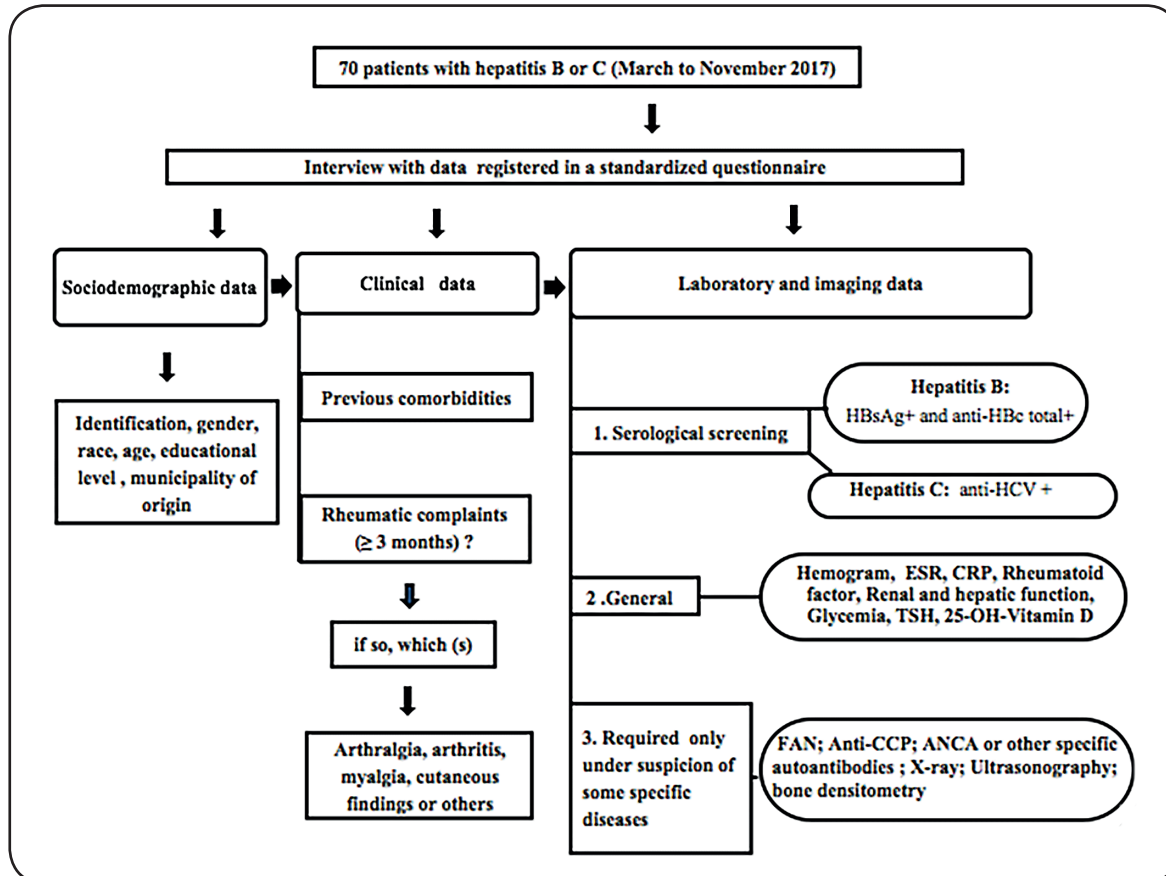 70 patients with hepatitis B or C (March to November 2017)
Interview with data registered in a standardized questionnaire
Sociodemographic data
Clinical data
Laboratory and imaging data
Identification, gender,
race, age, educational
level , municipality of
origin
Previous comorbidities
Rheumatic complaints
(≥ 3 months) ?
if so, which (s)
Arthralgia, arthritis,
myalgia, cutaneous
findings or others
1. Serological screening
Hepatitis B:
HBsAg+ and anti-HBc total+
Hepatitis C: anti-HCV +
2 .General
Hemogram, ESR, CRP, Rheumatoid
factor, Renal and hepatic function,
Glycemia, TSH, 25-OH-Vitamin D
3. Required only
under suspicion of
some specific
diseases
FAN; Anti-CCP; ANCA or other specific
autoantibodies ; X-ray; Ultrasonography;
bone densitometry